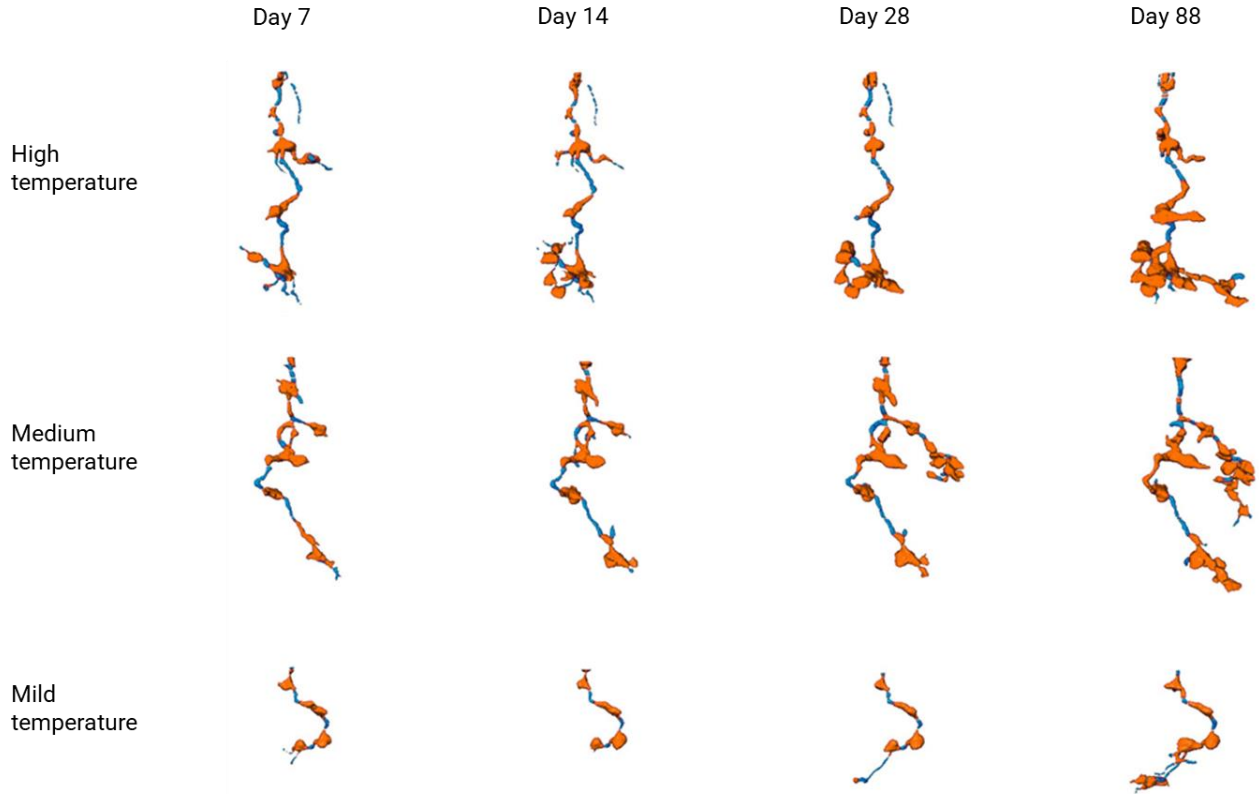 Day 7
Day 14
Day 28
Day 88
High
temperature
Medium
temperature
Mild
temperature